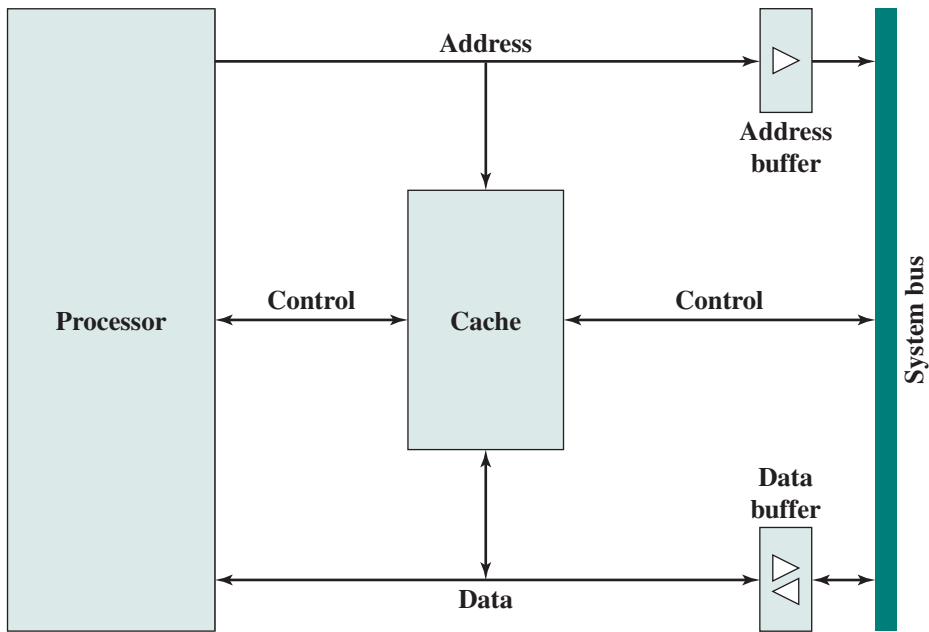 Address
Address
buffer
Processor
Control
Cache
Control
System bus
Data
buffer
Data